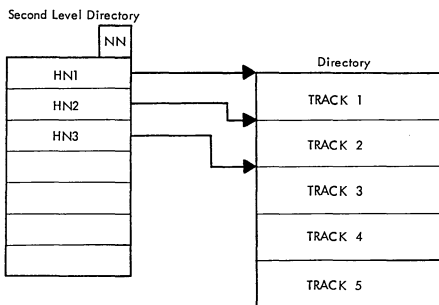 Second Level Directory
NN
HN1
HN2
HN3
Directory
TRACK 1
TRACK 2
TRACK 3
TRACK 4
TRACK 5